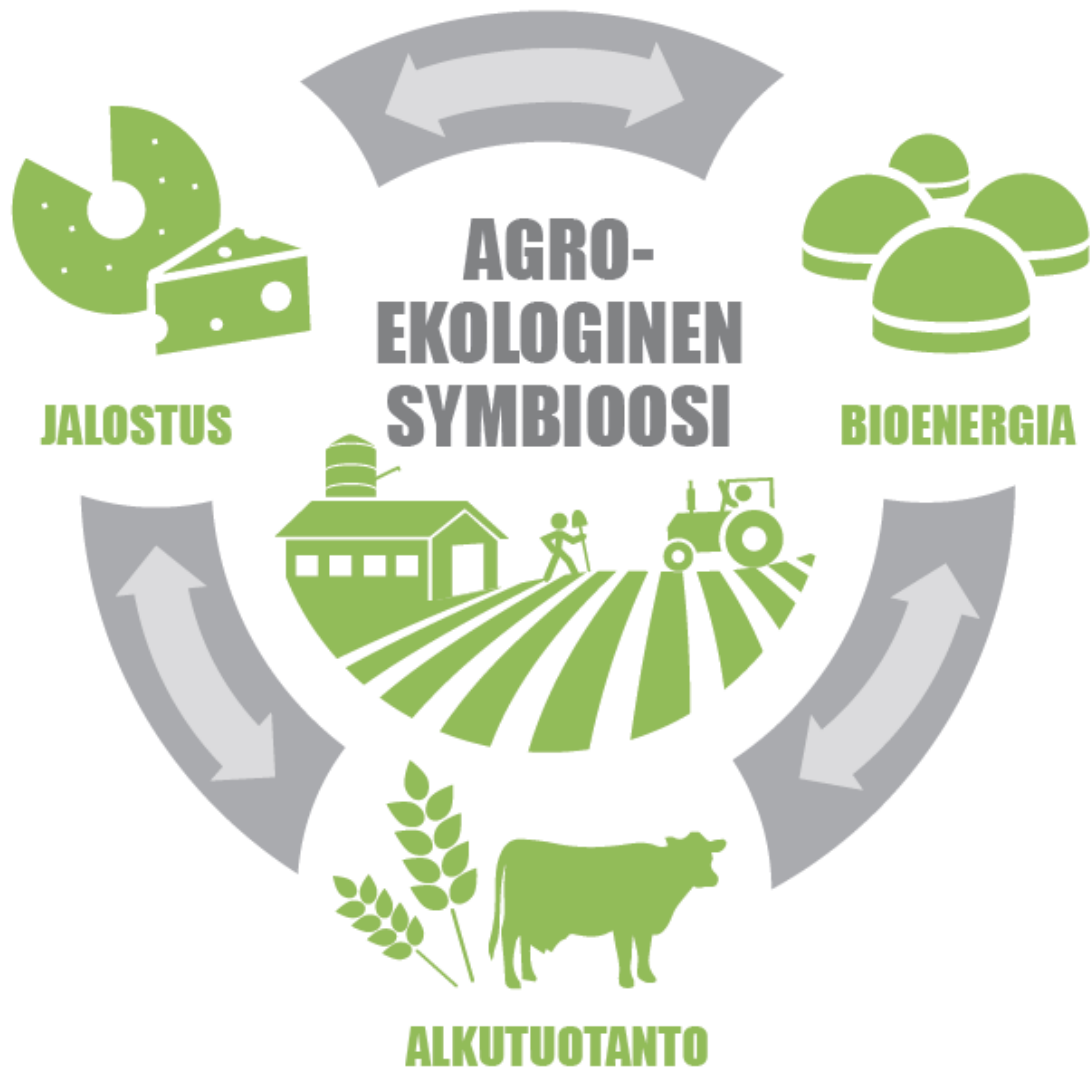 AGRO-
EKOLOGINEN
SYMBIOOSI
JALOSTUS
BIOENERGIA
ALKUTUOTANTO